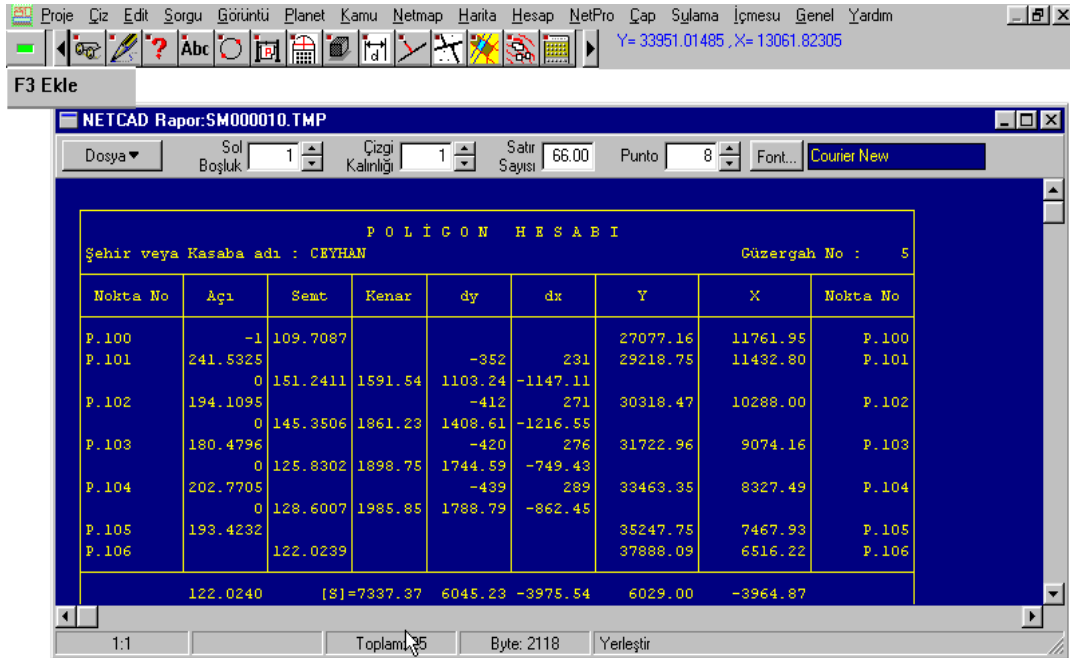 Proje Çiz Edit Sorgu Görüntü Planet Kamu Netmap Harita Hesap NetPro Çap Sulama İçmesu Genel Yardım
Abc Y= 33951.01485 , X= 13061.82305
F3 Ekle
NETCAD Rapor:SM000010.TMP
Dosya Sol Boşluk 1 Çizgi Kalınlığı 1 Satır Sayısı 66.00 Punto 8 Font... Courier New
P O L İ G O N H E S A B I
Şehir veya Kasaba adı : CEYHAN Güzergah No : 5
Nokta No Açı Semt Kenar dy dx Y X Nokta No
P.100 -1 109.7087 27077.16 11761.95 P.100
P.101 241.5325 -352 231 29218.75 11432.80 P.101
0 151.2411 1591.54 1103.24 -1147.11
P.102 194.1095 -412 271 30318.47 10288.00 P.102
0 145.3506 1861.23 1408.61 -1216.55
P.103 180.4796 -420 276 31722.96 9074.16 P.103
0 125.8302 1898.75 1744.59 -749.43
P.104 202.7705 -439 289 33463.35 8327.49 P.104
0 128.6007 1985.85 1788.79 -862.45
P.105 193.4232 35247.75 7467.93 P.105
P.106 122.0239 37888.09 6516.22 P.106
122.0240 [S]=7337.37 6045.23 -3975.54 6029.00 -3964.87
1:1 Byte: 2118 Yerleştir